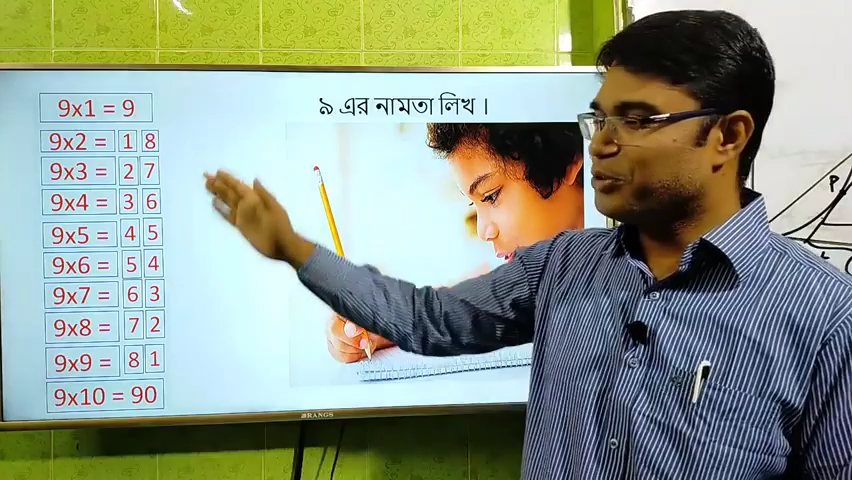 ৯ এর নামতা লিখ।
9x1 = 9
9x2 = 1 8
9x3 = 2 7
9x4 = 3 6
9x5 = 4 5
9x6 = 5 4
9x7 = 6 3
9x8 = 7 2
9x9 = 8 1
9x10 = 90
RANGS
P